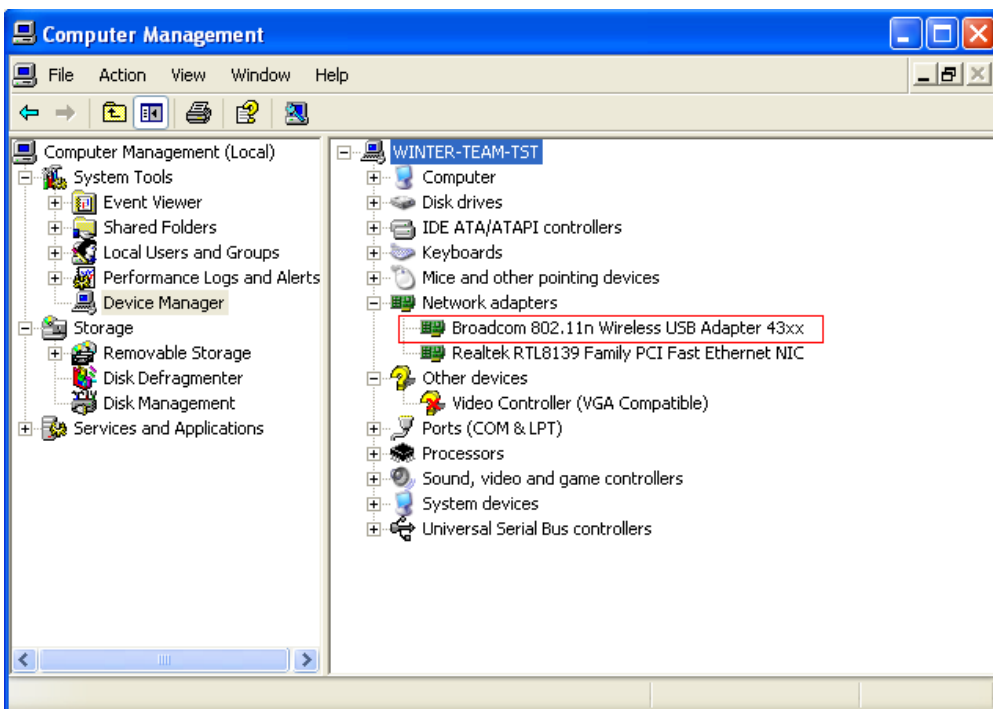 Computer Management
File Action View Window Help
Computer Management (Local)
System Tools
Event Viewer
Shared Folders
Local Users and Groups
Performance Logs and Alerts
Device Manager
Storage
Removable Storage
Disk Defragmenter
Disk Management
Services and Applications
WINTER-TEAM-TST
Computer
Disk drives
IDE ATA/ATAPI controllers
Keyboards
Mice and other pointing devices
Network adapters
Broadcom 802.11n Wireless USB Adapter 43xx
Realtek RTL8139 Family PCI Fast Ethernet NIC
Other devices
Video Controller (VGA Compatible)
Ports (COM & LPT)
Processors
Sound, video and game controllers
System devices
Universal Serial Bus controllers